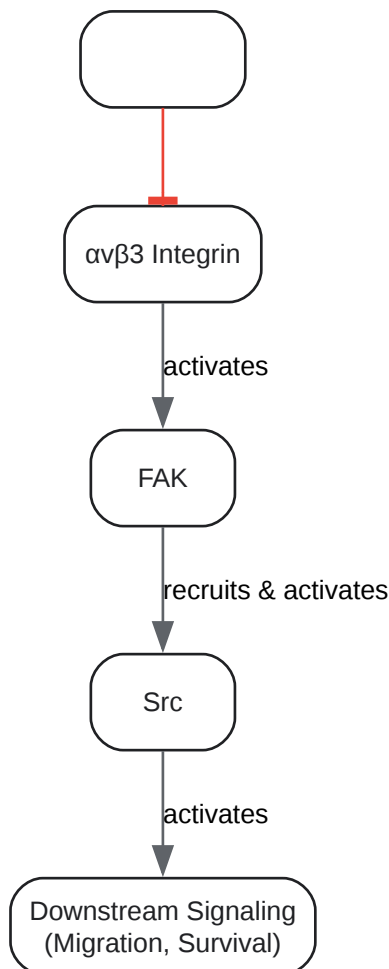 αvβ3 Integrin
activates
FAK
recruits & activates
Src
activates
Downstream Signaling
(Migration, Survival)